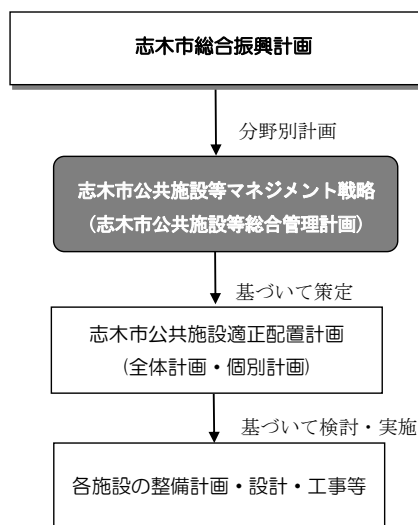 志木市総合振興計画
分野別計画
志木市公共施設等マネジメント戦略
(志木市公共施設等総合管理計画)
基づいて策定
志木市公共施設適正配置計画
(全体計画・個別計画)
基づいて検討・実施
各施設の整備計画・設計・工事等